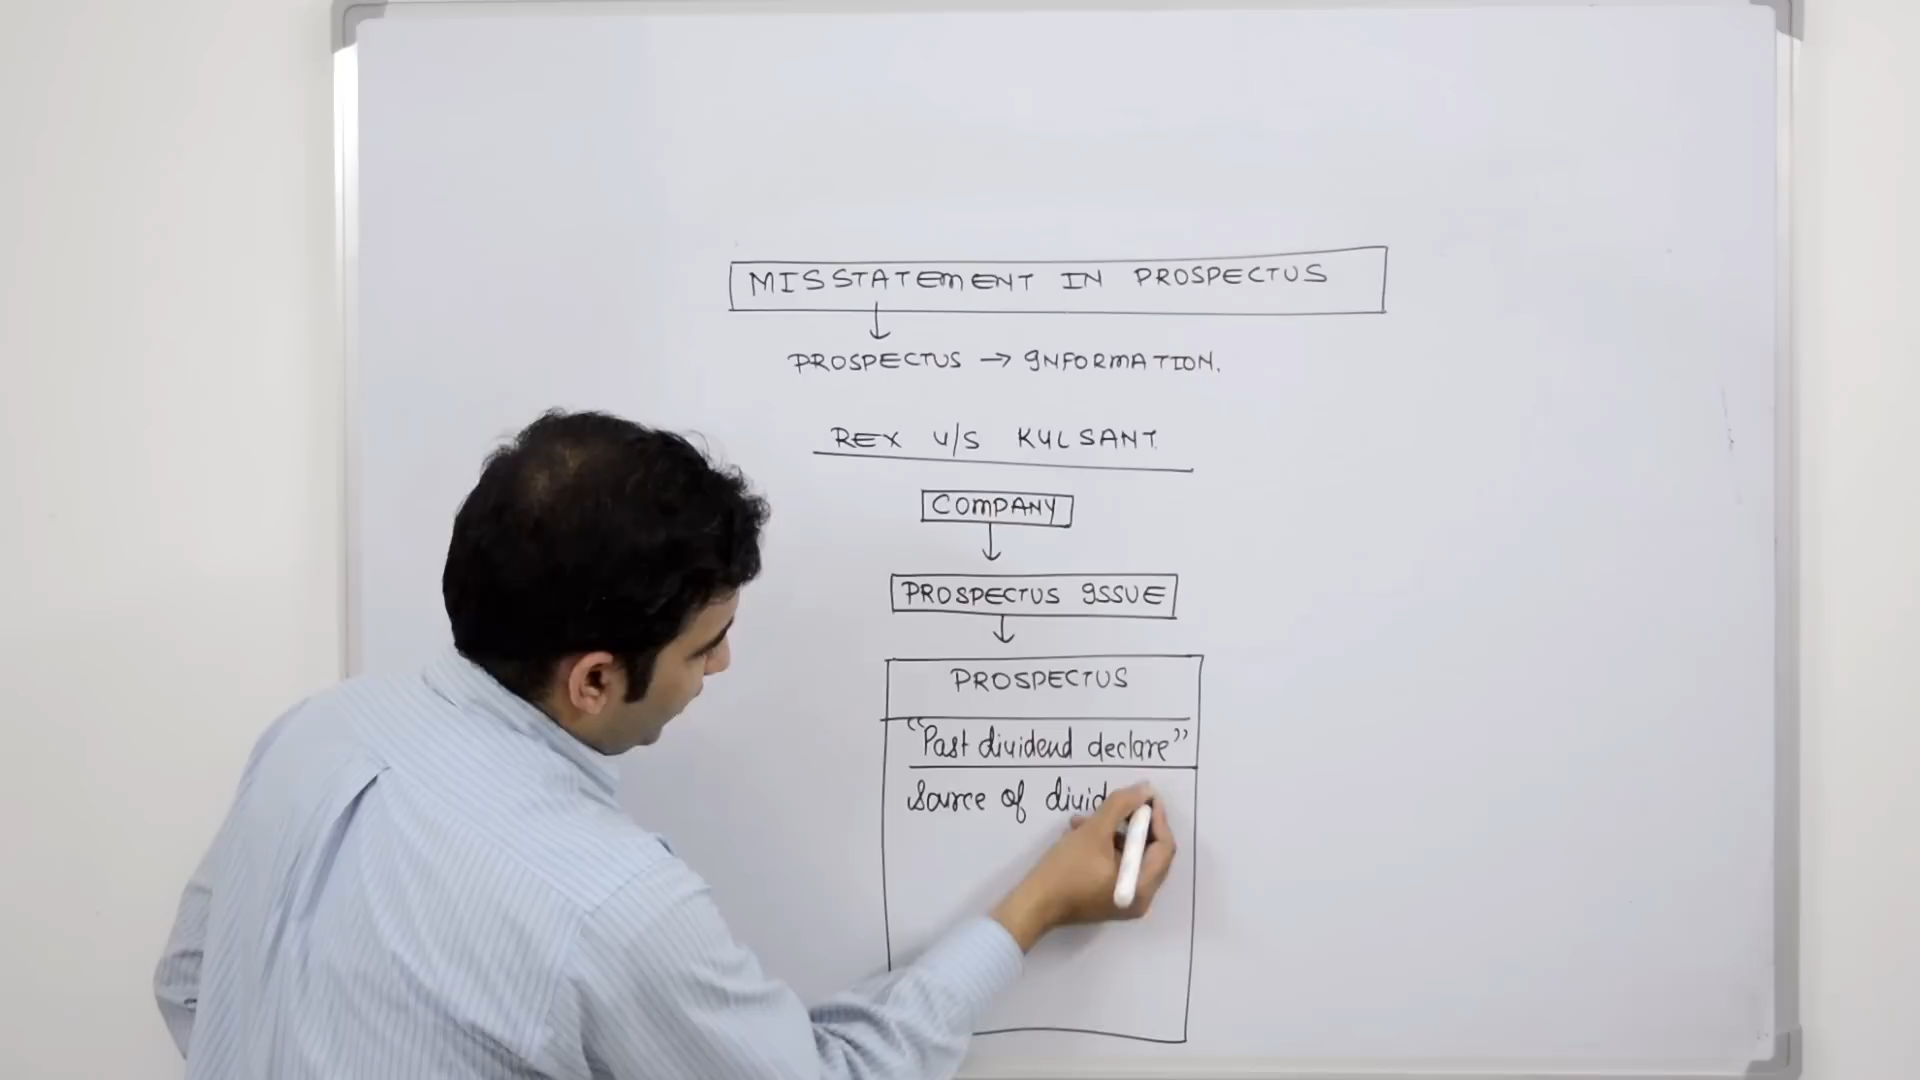 MISSTATEMENT IN PROSPECTUS
PROSPECTUS → INFORMATION.
REX V/S KYLSANT
COMPANY
PROSPECTUS ISSUE
PROSPECTUS
"Past dividend declare"
Source of divid